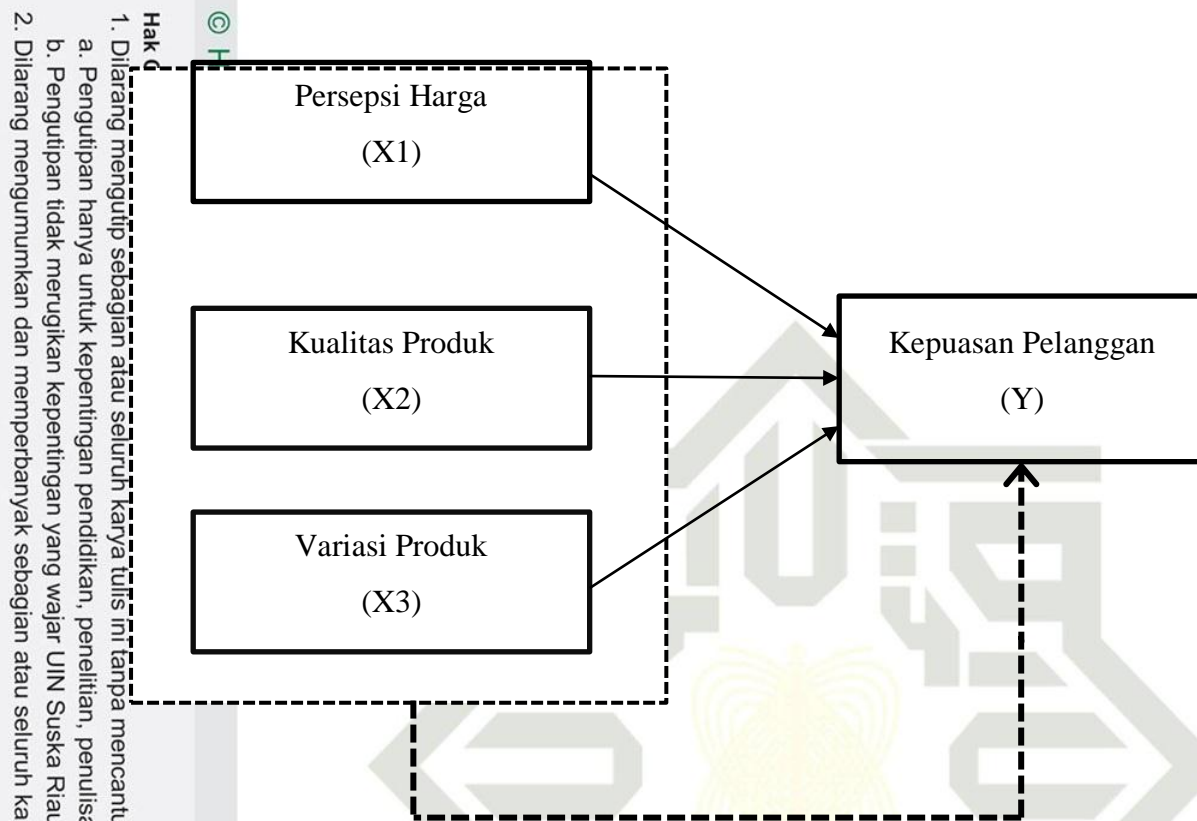 © H
Hak C
1. Dilarang mengutip sebagian atau seluruh karya tulis ini tanpa mencantu
a. Pengutipan hanya untuk kepentingan pendidikan, penelitian, penulisa
b. Pengutipan tidak merugikan kepentingan yang wajar UIN Suska Riau
2. Dilarang mengumumkan dan memperbanyak sebagian atau seluruh ka
Persepsi Harga
(X1)
Kualitas Produk
(X2)
Variasi Produk
(X3)
Kepuasan Pelanggan
(Y)